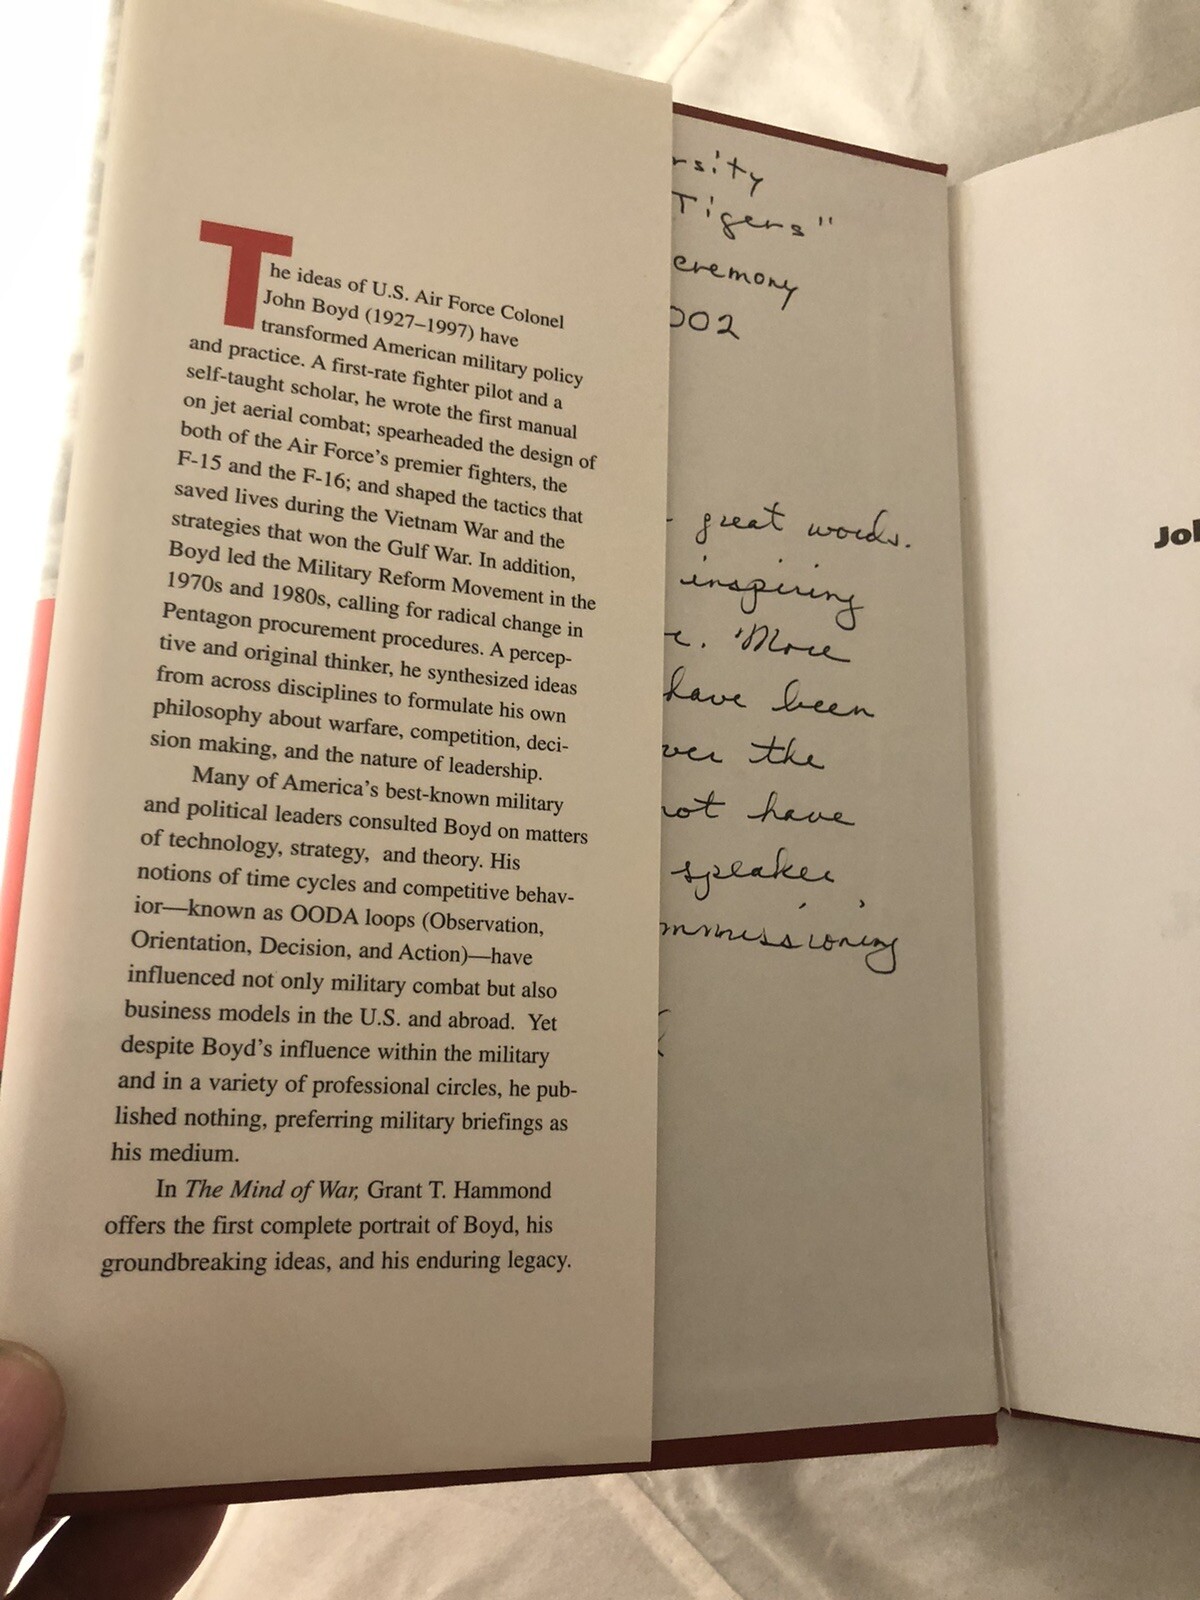 The ideas of U.S. Air Force Colonel
John Boyd (1927–1997) have
transformed American military policy
and practice. A first-rate fighter pilot and a
self-taught scholar, he wrote the first manual
on jet aerial combat; spearheaded the design of
both of the Air Force's premier fighters, the
F-15 and the F-16; and shaped the tactics that
saved lives during the Vietnam War and the
strategies that won the Gulf War. In addition,
Boyd led the Military Reform Movement in the
1970s and 1980s, calling for radical change in
Pentagon procurement procedures. A percep-
tive and original thinker, he synthesized ideas
from across disciplines to formulate his own
philosophy about warfare, competition, deci-
sion making, and the nature of leadership.
Many of America's best-known military
and political leaders consulted Boyd on matters
of technology, strategy, and theory. His
notions of time cycles and competitive behav-
ior—known as OODA loops (Observation,
Orientation, Decision, and Action)—have
influenced not only military combat but also
business models in the U.S. and abroad. Yet
despite Boyd's influence within the military
and in a variety of professional circles, he pub-
lished nothing, preferring military briefings as
his medium.
In The Mind of War, Grant T. Hammond
offers the first complete portrait of Boyd, his
groundbreaking ideas, and his enduring legacy.
rsity
Tigers"
eremony
002
great words.
inspiring
e. More
have been
ver the
not have
speaker
mmissioning
Joh